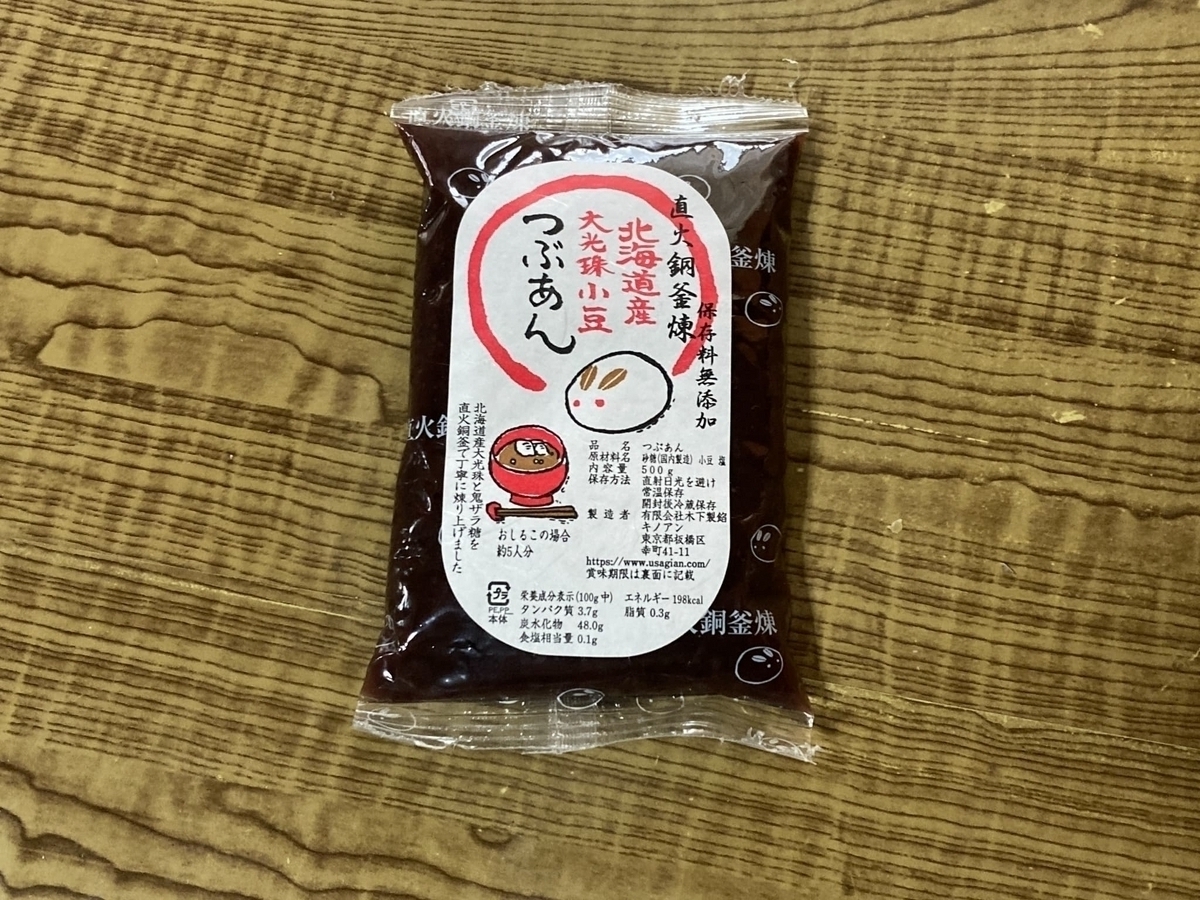 直火銅釜煉
保存料無添加
北海道産
大光珠小豆
つぶあん
北海道産大光珠と鬼ザラ糖を
直火銅釜で丁寧に煉り上げました
おしるこの場合
約5人分
品名 つぶあん
原材料名 砂糖(国内製造) 小豆 塩
内容量 500g
保存方法 直射日光を避け
常温保存
開封後冷蔵保存
製造者 有限会社木下製餡
キノアン
東京都板橋区
幸町41-11
https://www.usagian.com/
賞味期限は裏面に記載
プラ
PE,PP
本体
栄養成分表示(100g中) エネルギー198kcal
タンパク質 3.7g 脂質 0.3g
炭水化物 48.0g
食塩相当量 0.1g
釜煉
直火銅
銅釜煉